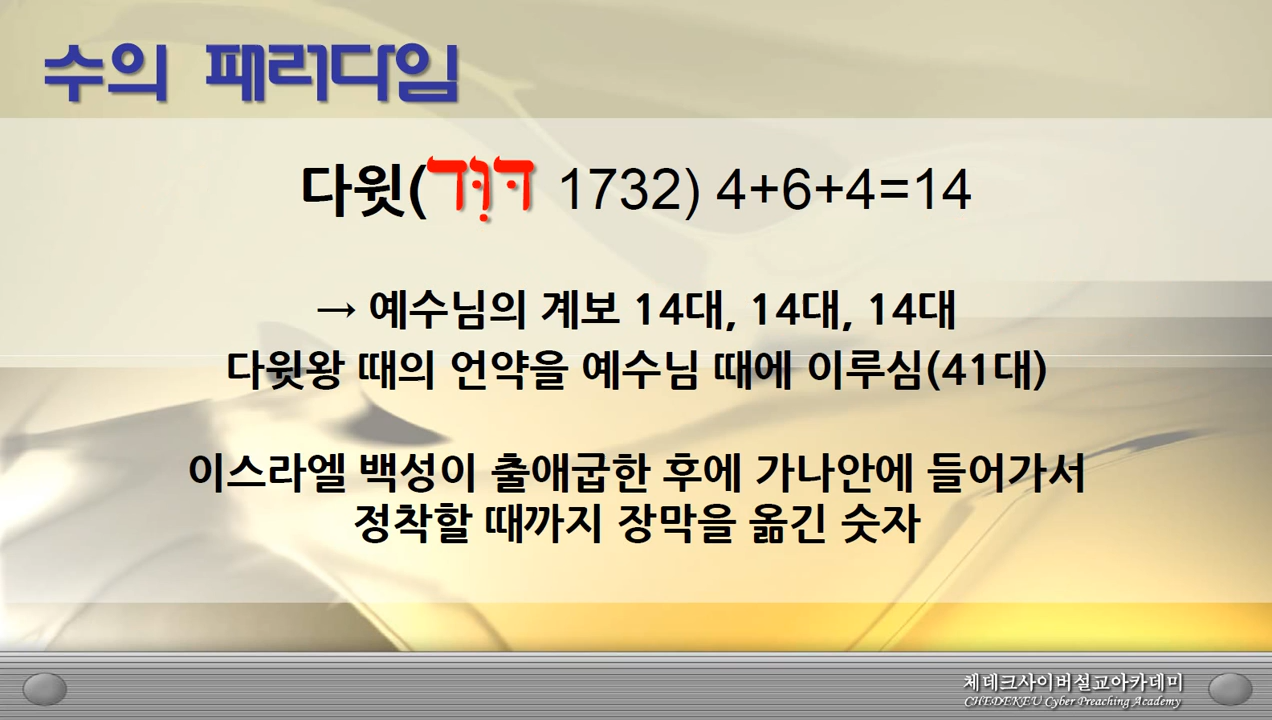 수의 패러다임
다윗(דָּוִד 1732) 4+6+4=14
→ 예수님의 계보 14대, 14대, 14대
다윗왕 때의 언약을 예수님 때에 이루심(41대)
이스라엘 백성이 출애굽한 후에 가나안에 들어가서
정착할 때까지 장막을 옮긴 숫자
체데크사이버설교아카데미
CHEDEKEU Cyber Preaching Academy